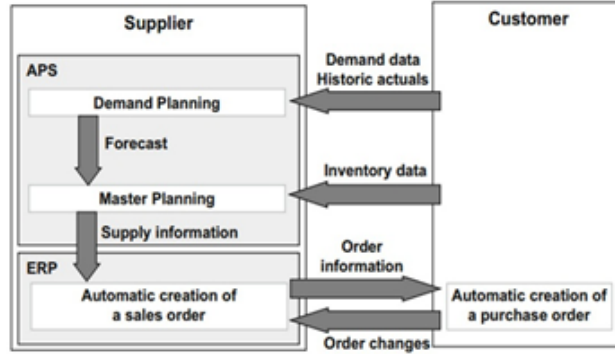 Supplier
Customer
APS
Demand data
Historic actuals
Demand Planning
Forecast
Inventory data
Master Planning
Supply information
Order
information
ERP
Automatic creation of
a sales order
Automatic creation of
a purchase order
Order changes